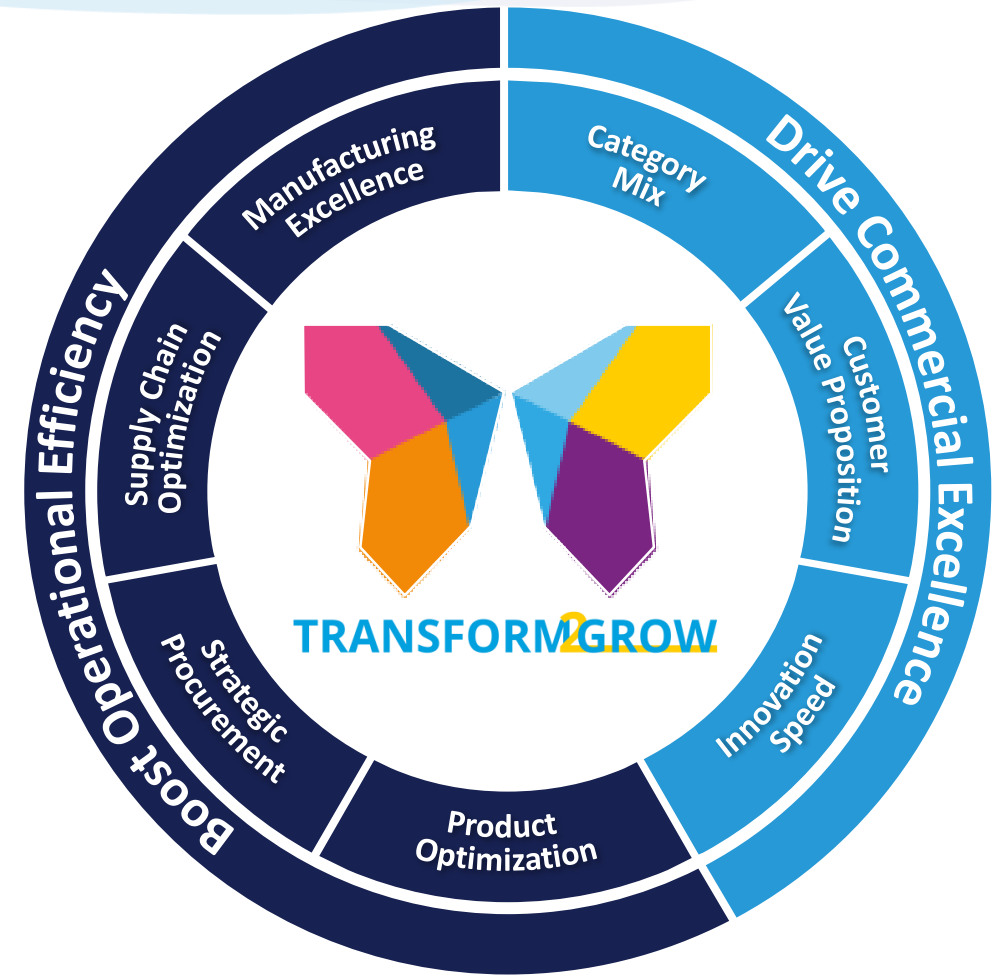 Drive Commercial Excellence
Category
Mix
Customer
Value Proposition
Innovation
Speed
Product
Optimization
Strategic
Procurement
Supply Chain
Optimization
Manufacturing
Excellence
Boost Operational Efficiency
TRANSFORM2GROW